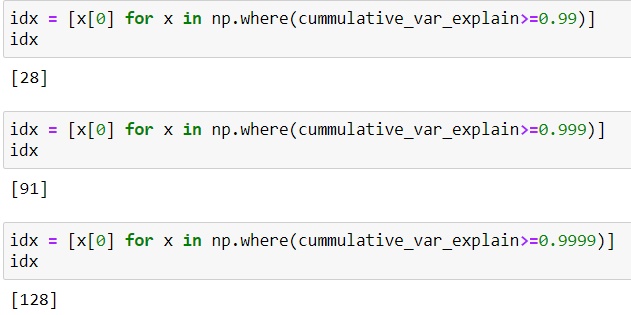 idx = [x[0] for x in np.where(cummulative_var_explain>=0.99)]
idx
[28]
idx = [x[0] for x in np.where(cummulative_var_explain>=0.999)]
idx
[91]
idx = [x[0] for x in np.where(cummulative_var_explain>=0.9999)]
idx
[128]